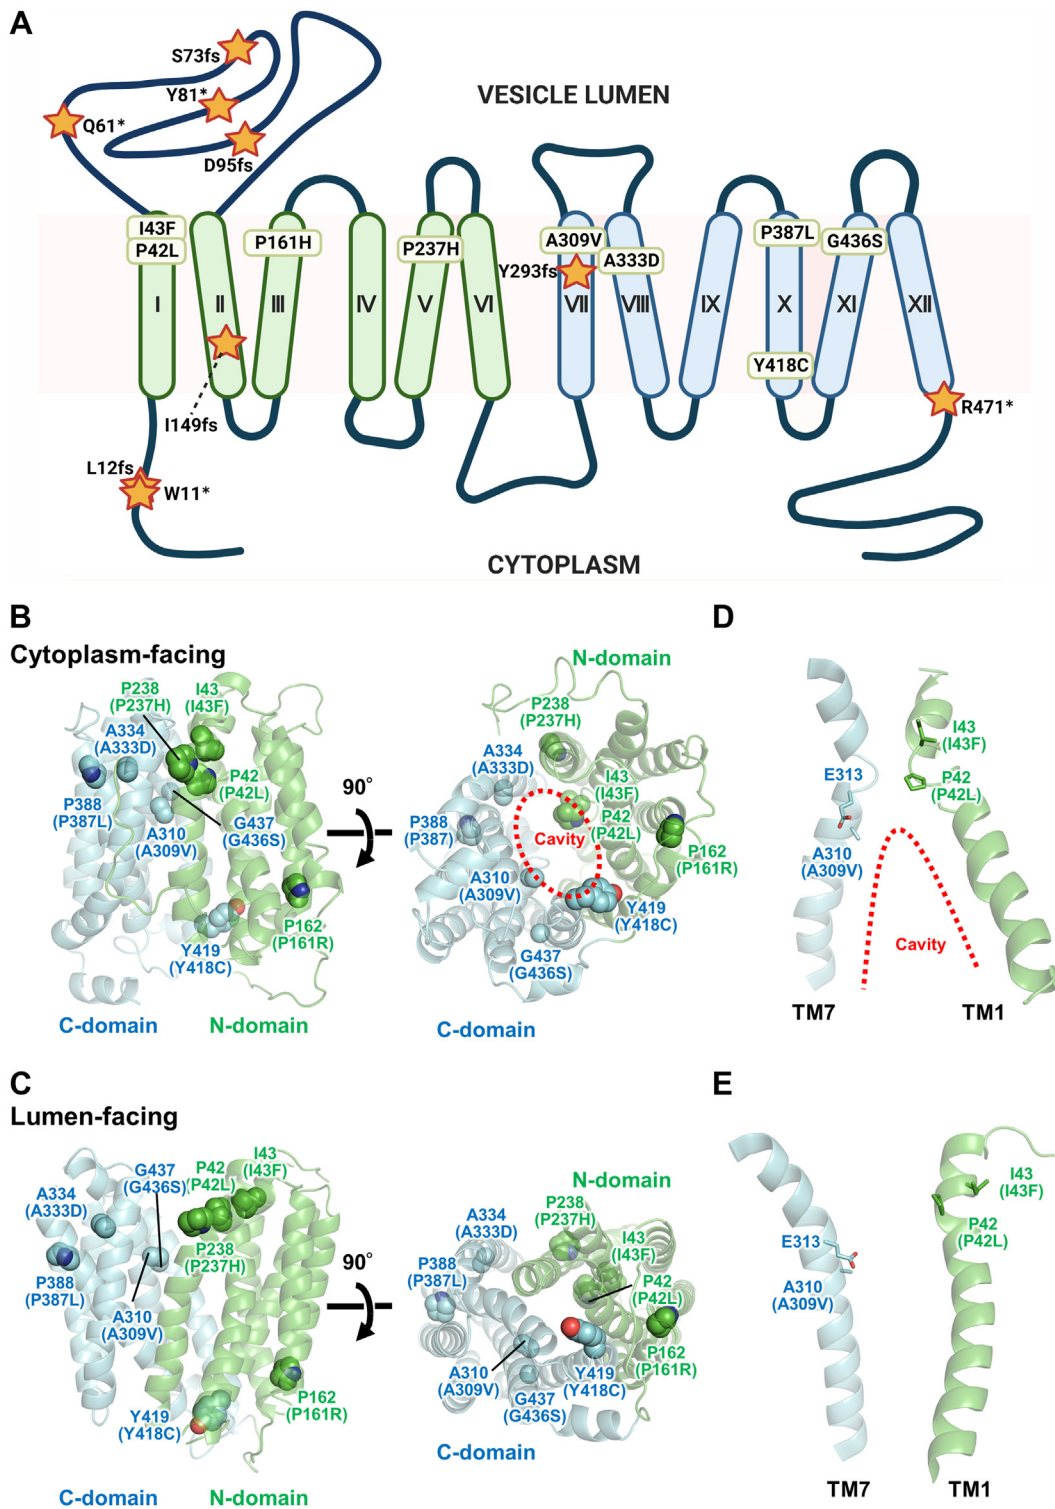 A
S73fs
Y81*
VESICLE LUMEN
Q61*
D95fs
I43F
P42L
P161H
P237H
A309V
A333D
P387L
G436S
Y293fs
I
II
III
IV
V
VI
VII
VIII
IX
X
XI
XII
Y418C
R471*
I149fs
L12fs
W11*
CYTOPLASM
B
Cytoplasm-facing
P238
(P237H)
I43
(I43F)
A334
(A333D)
P388
(P387L)
P42
(P42L)
G437
(G436S)
A310
(A309V)
P162
(P161R)
Y419
(Y418C)
C-domain
N-domain
90°
N-domain
P238
(P237H)
A334
(A333D)
I43
(I43F)
P42
(P42L)
P388
(P387)
Cavity
P162
(P161R)
A310
(A309V)
Y419
(Y418C)
G437
(G436S)
C-domain
D
I43
(I43F)
E313
P42
(P42L)
A310
(A309V)
Cavity
TM7
TM1
C
Lumen-facing
G437
(G436S)
P42
(P42L)
I43
(I43F)
A334
(A333D)
P388
(P387L)
P238
(P237H)
A310
(A309V)
P162
(P161R)
Y419
(Y418C)
C-domain
N-domain
90°
N-domain
P238
(P237H)
A334
(A333D)
I43
(I43F)
P388
(P387L)
P42
(P42L)
P162
(P161R)
A310
(A309V)
Y419
(Y418C)
G437
(G436S)
C-domain
E
I43
(I43F)
P42
(P42L)
E313
A310
(A309V)
TM7
TM1